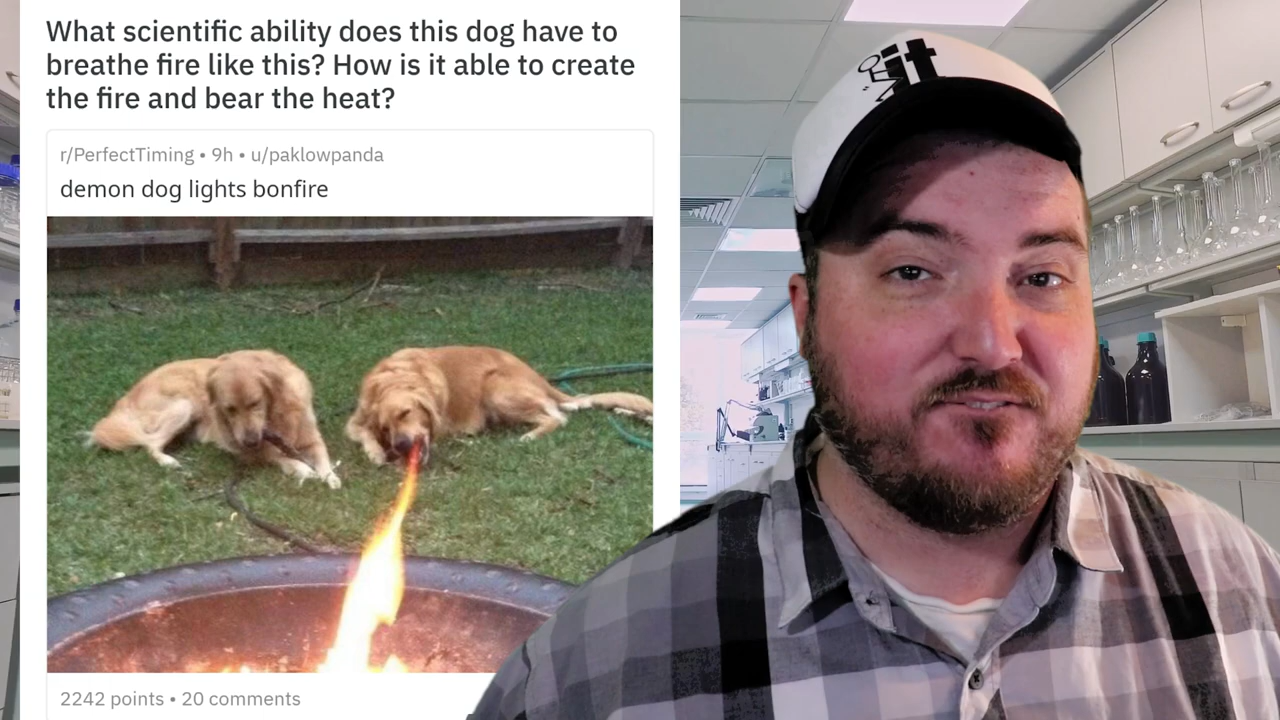 What scientific ability does this dog have to
breathe fire like this? How is it able to create
the fire and bear the heat?
r/PerfectTiming • 9h • u/paklowpanda
demon dog lights bonfire
2242 points • 20 comments
it